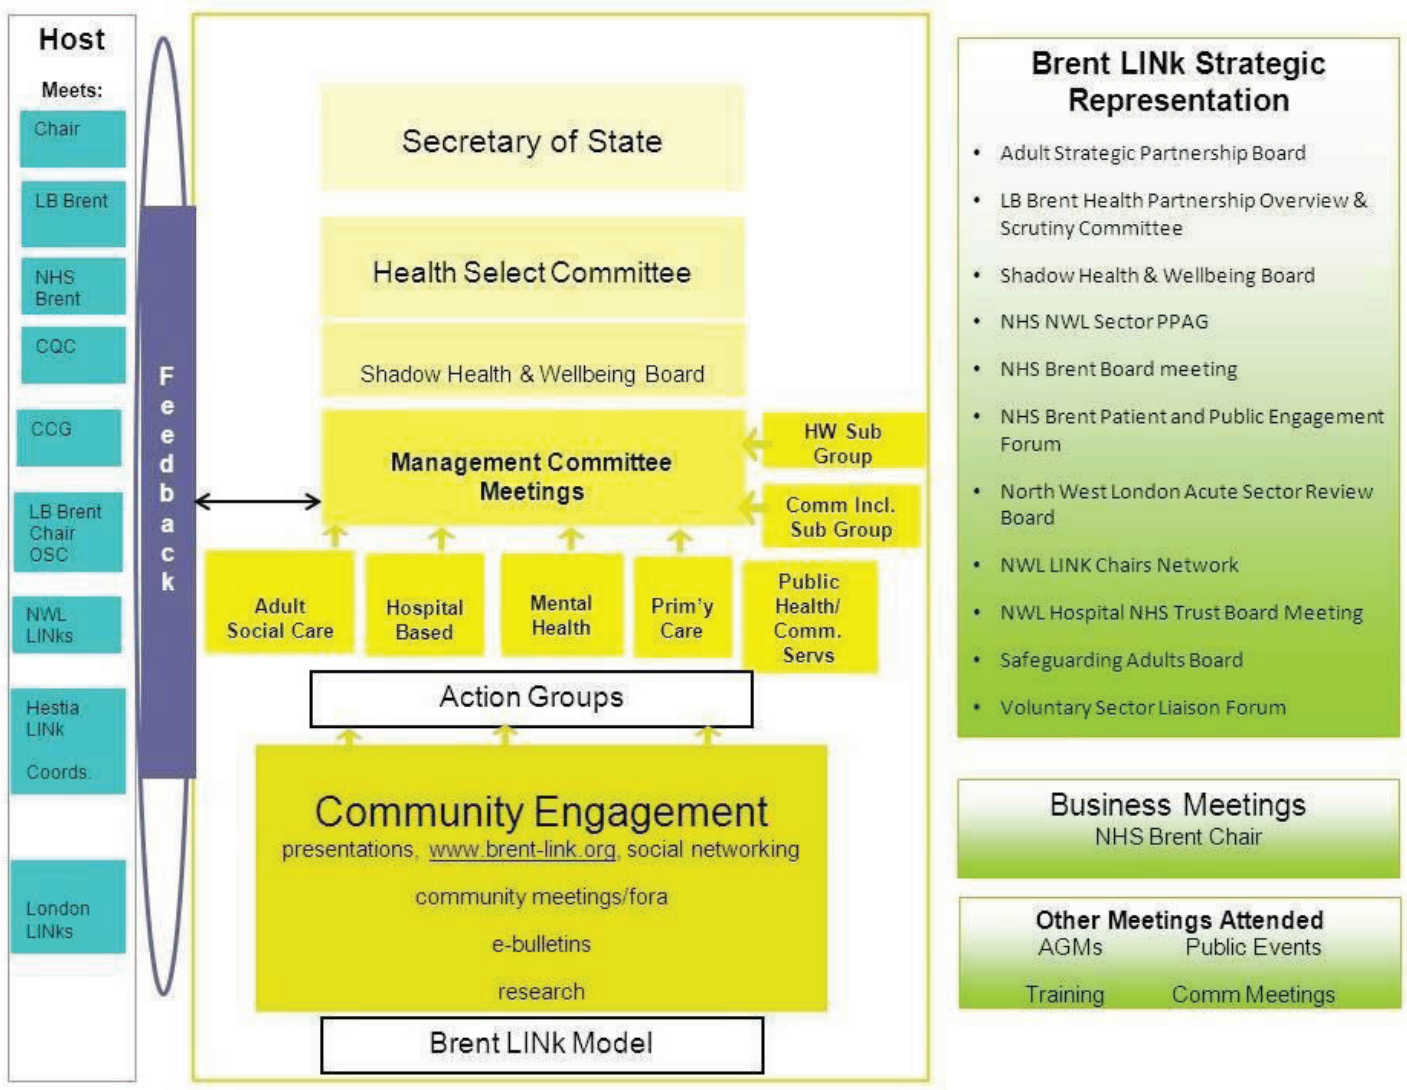 Host
Meets:
Chair
LB Brent
NHS
Brent
CQC
CCG
LB Brent
Chair
OSC
NWL
LINks
Hestia
LINk
Coords.
London
LINks
Feedback
Secretary of State
Health Select Committee
Shadow Health & Wellbeing Board
Management Committee
Meetings
HW Sub
Group
Comm Incl.
Sub Group
Adult
Social Care
Hospital
Based
Mental
Health
Prim'y
Care
Public
Health/
Comm.
Servs
Action Groups
Community Engagement
presentations, www.brent-link.org, social networking
community meetings/fora
e-bulletins
research
Brent LINk Model
Brent LINk Strategic
Representation
• Adult Strategic Partnership Board
• LB Brent Health Partnership Overview &
Scrutiny Committee
• Shadow Health & Wellbeing Board
• NHS NWL Sector PPAG
• NHS Brent Board meeting
• NHS Brent Patient and Public Engagement
Forum
• North West London Acute Sector Review
Board
• NWL LINK Chairs Network
• NWL Hospital NHS Trust Board Meeting
• Safeguarding Adults Board
• Voluntary Sector Liaison Forum
Business Meetings
NHS Brent Chair
Other Meetings Attended
AGMs Public Events
Training Comm Meetings